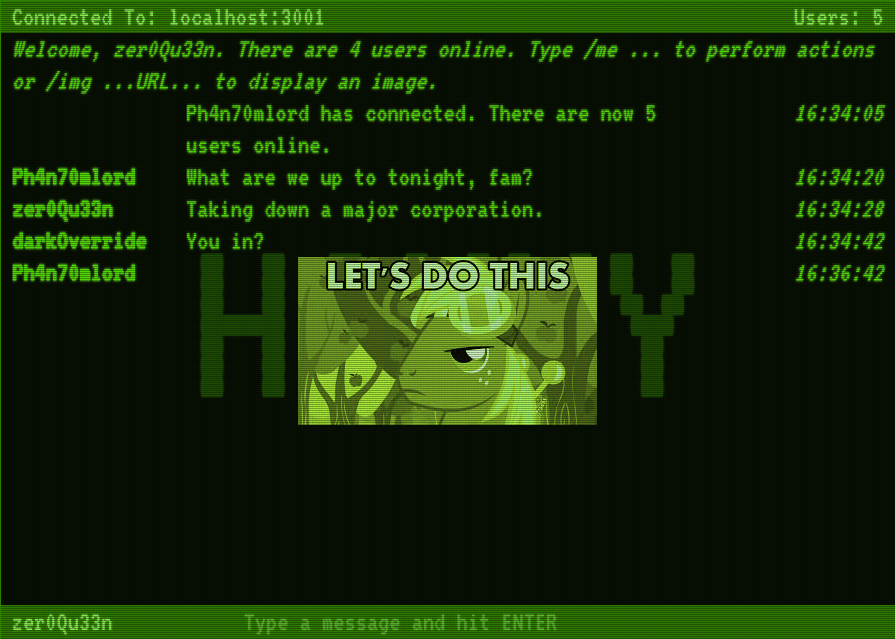 Connected To: localhost:3001 Users: 5
Welcome, zer0Qu33n. There are 4 users online. Type /me ... to perform actions
or /img ...URL... to display an image.
Ph4n70mlord has connected. There are now 5 16:34:05
users online.
Ph4n70mlord What are we up to tonight, fam? 16:34:20
zer0Qu33n Taking down a major corporation. 16:34:28
darkOverride You in? 16:34:42
Ph4n70mlord 16:36:42
LET'S DO THIS
zer0Qu33n Type a message and hit ENTER